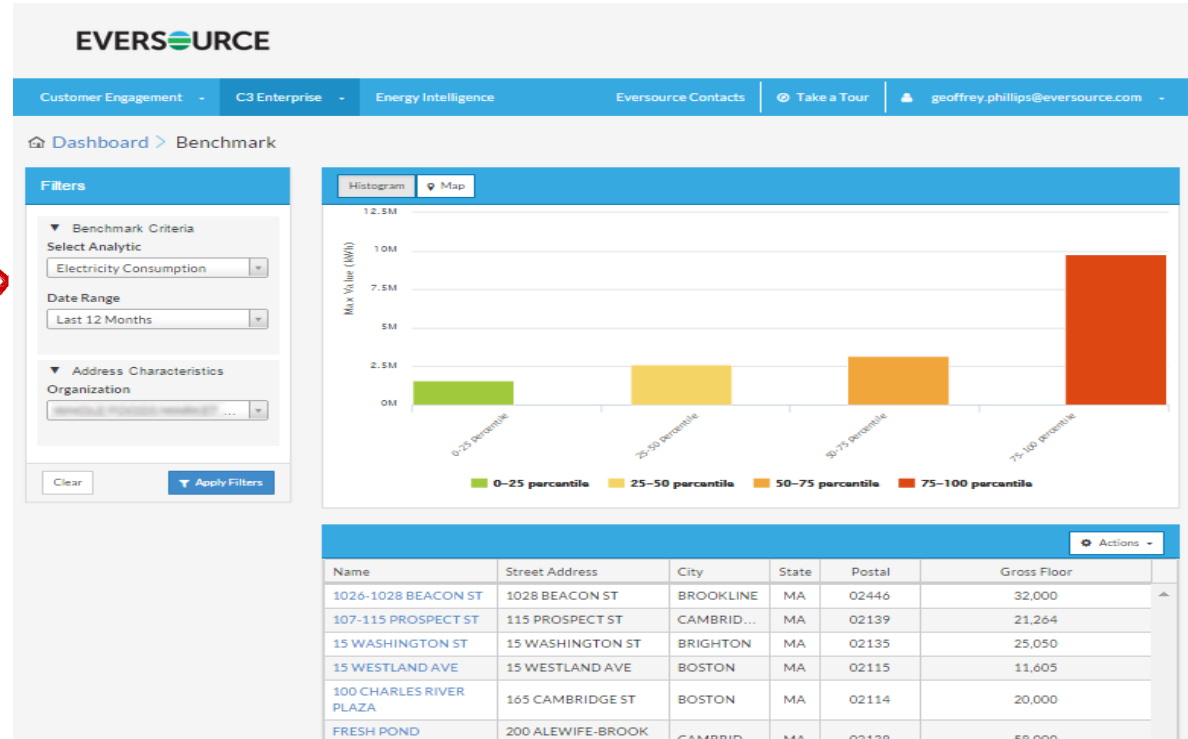 EVERSOURCE
Customer Engagement C3 Enterprise Energy Intelligence Eversource Contacts Take a Tour geoffrey.phillips@eversource.com
Dashboard > Benchmark
Filters
Benchmark Criteria
Select Analytic
Electricity Consumption
Date Range
Last 12 Months
Address Characteristics
Organization
...
Clear Apply Filters
Histogram Map
12.5M
10M
7.5M
5M
2.5M
0M
Max Value (kWh)
0-25 percentile
25-50 percentile
50-75 percentile
75-100 percentile
0-25 percentile 25-50 percentile 50-75 percentile 75-100 percentile
Actions
Name Street Address City State Postal Gross Floor
1026-1028 BEACON ST 1028 BEACON ST BROOKLINE MA 02446 32,000
107-115 PROSPECT ST 115 PROSPECT ST CAMBRID... MA 02139 21,264
15 WASHINGTON ST 15 WASHINGTON ST BRIGHTON MA 02135 25,050
15 WESTLAND AVE 15 WESTLAND AVE BOSTON MA 02115 11,605
100 CHARLES RIVER
PLAZA 165 CAMBRIDGE ST BOSTON MA 02114 20,000
FRESH POND 200 ALEWIFE-BROOK